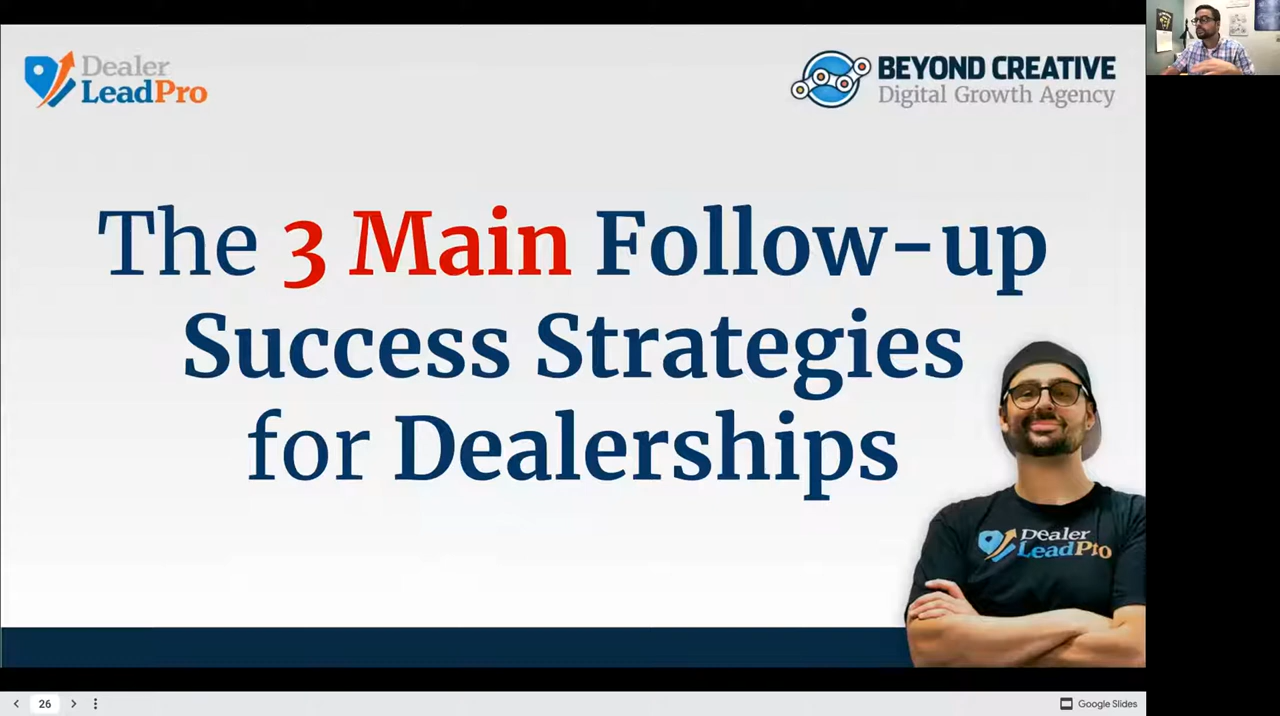 Dealer
LeadPro
BEYOND CREATIVE
Digital Growth Agency
The 3 Main Follow-up
Success Strategies
for Dealerships
Dealer
LeadPro
26
Google Slides